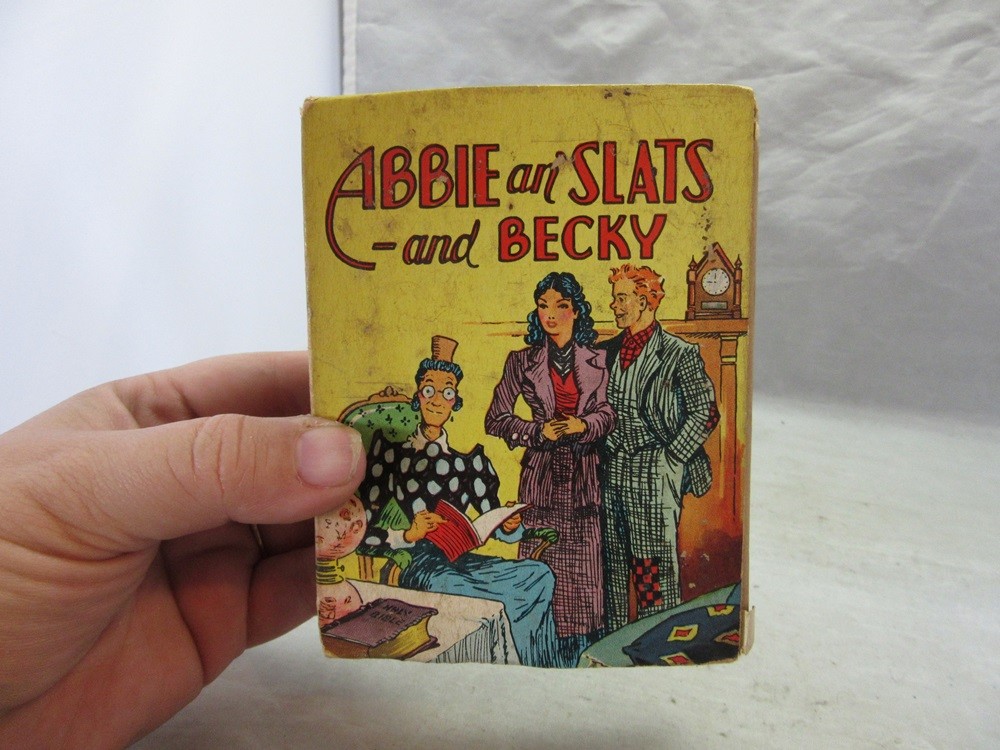 ABBIE an' SLATS
-and BECKY
HOLY
BIBLE